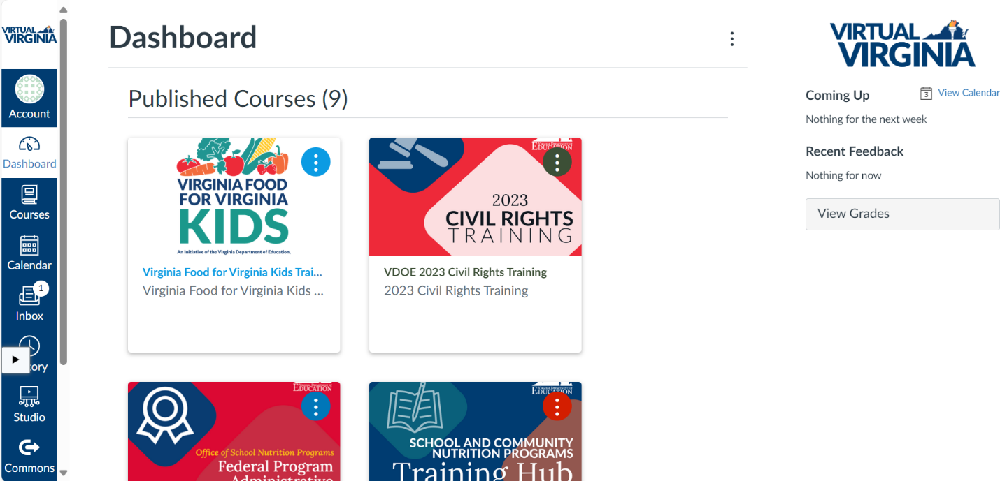 VIRTUAL
VIRGINIA
Account
Dashboard
Courses
Calendar
1
Inbox
tory
Studio
Commons
Dashboard
Published Courses (9)
VIRGINIA FOOD
FOR VIRGINIA
KIDS
An Initiative of the Virginia Department of Education,
Virginia Food for Virginia Kids Trai...
Virginia Food for Virginia Kids ...
EDUCATION
2023
CIVIL RIGHTS
TRAINING
VDOE 2023 Civil Rights Training
2023 Civil Rights Training
EDUCATION
Office of School Nutrition Programs
Federal Program
Administrative
VIRGINIA DEPARTMENT OF
EDUCATION
SCHOOL AND COMMUNITY
NUTRITION PROGRAMS
Training Hub
VIRTUAL
VIRGINIA
Coming Up
3
View Calendar
Nothing for the next week
Recent Feedback
Nothing for now
View Grades